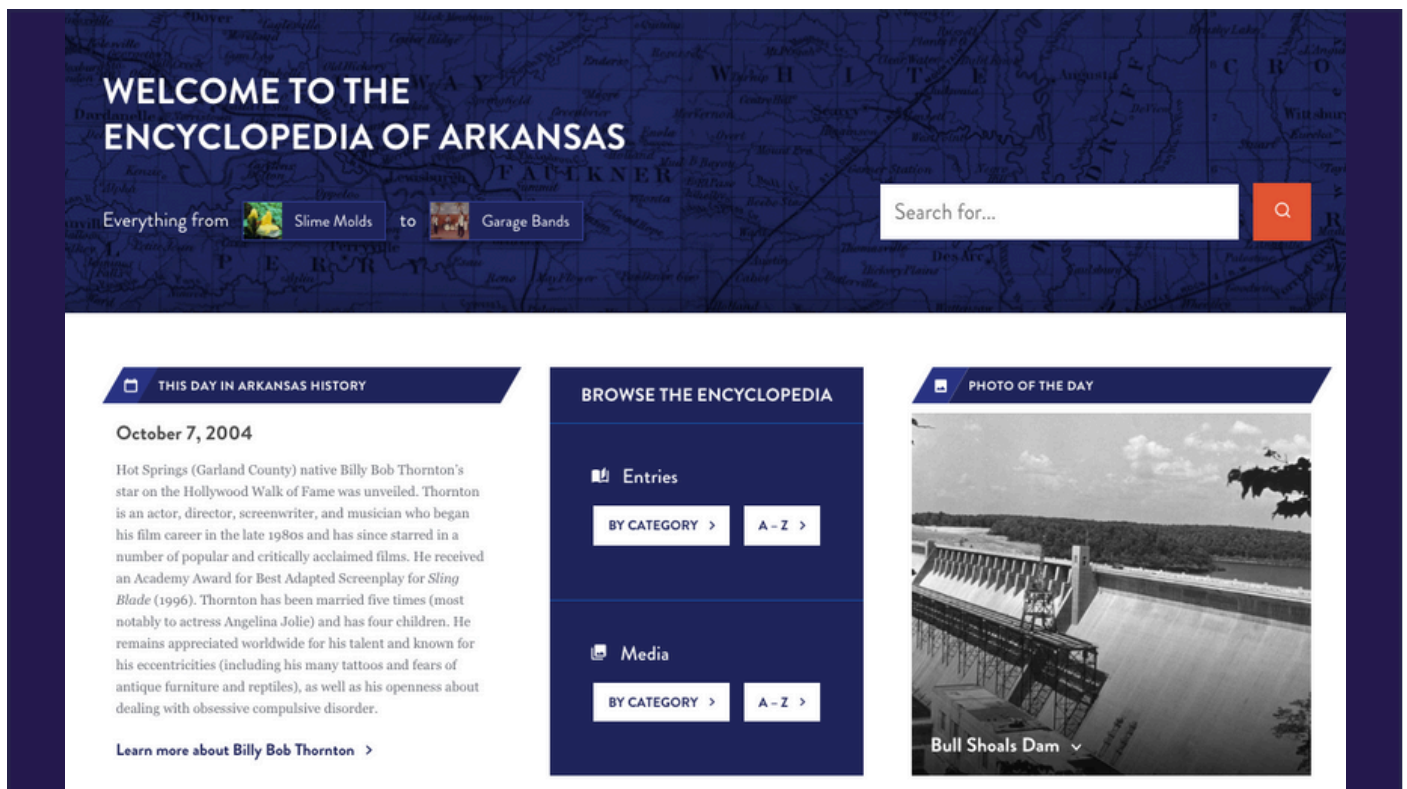 WELCOME TO THE
ENCYCLOPEDIA OF ARKANSAS
Everything from
Slime Molds
to
Garage Bands
Search for...
THIS DAY IN ARKANSAS HISTORY
October 7, 2004
Hot Springs (Garland County) native Billy Bob Thornton's
star on the Hollywood Walk of Fame was unveiled. Thornton
is an actor, director, screenwriter, and musician who began
his film career in the late 1980s and has since starred in a
number of popular and critically acclaimed films. He received
an Academy Award for Best Adapted Screenplay for Sling
Blade (1996). Thornton has been married five times (most
notably to actress Angelina Jolie) and has four children. He
remains appreciated worldwide for his talent and known for
his eccentricities (including his many tattoos and fears of
antique furniture and reptiles), as well as his openness about
dealing with obsessive compulsive disorder.
Learn more about Billy Bob Thornton >
BROWSE THE ENCYCLOPEDIA
Entries
BY CATEGORY >
A – Z >
Media
BY CATEGORY >
A – Z >
PHOTO OF THE DAY
Bull Shoals Dam